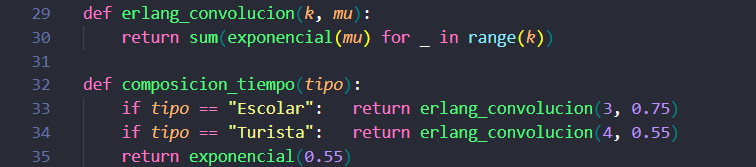 29 def erlang_convolucion(k, mu):
30     return sum(exponencial(mu) for _ in range(k))
31
32 def composicion_tiempo(tipo):
33     if tipo == "Escolar":   return erlang_convolucion(3, 0.75)
34     if tipo == "Turista":   return erlang_convolucion(4, 0.55)
35     return exponencial(0.55)